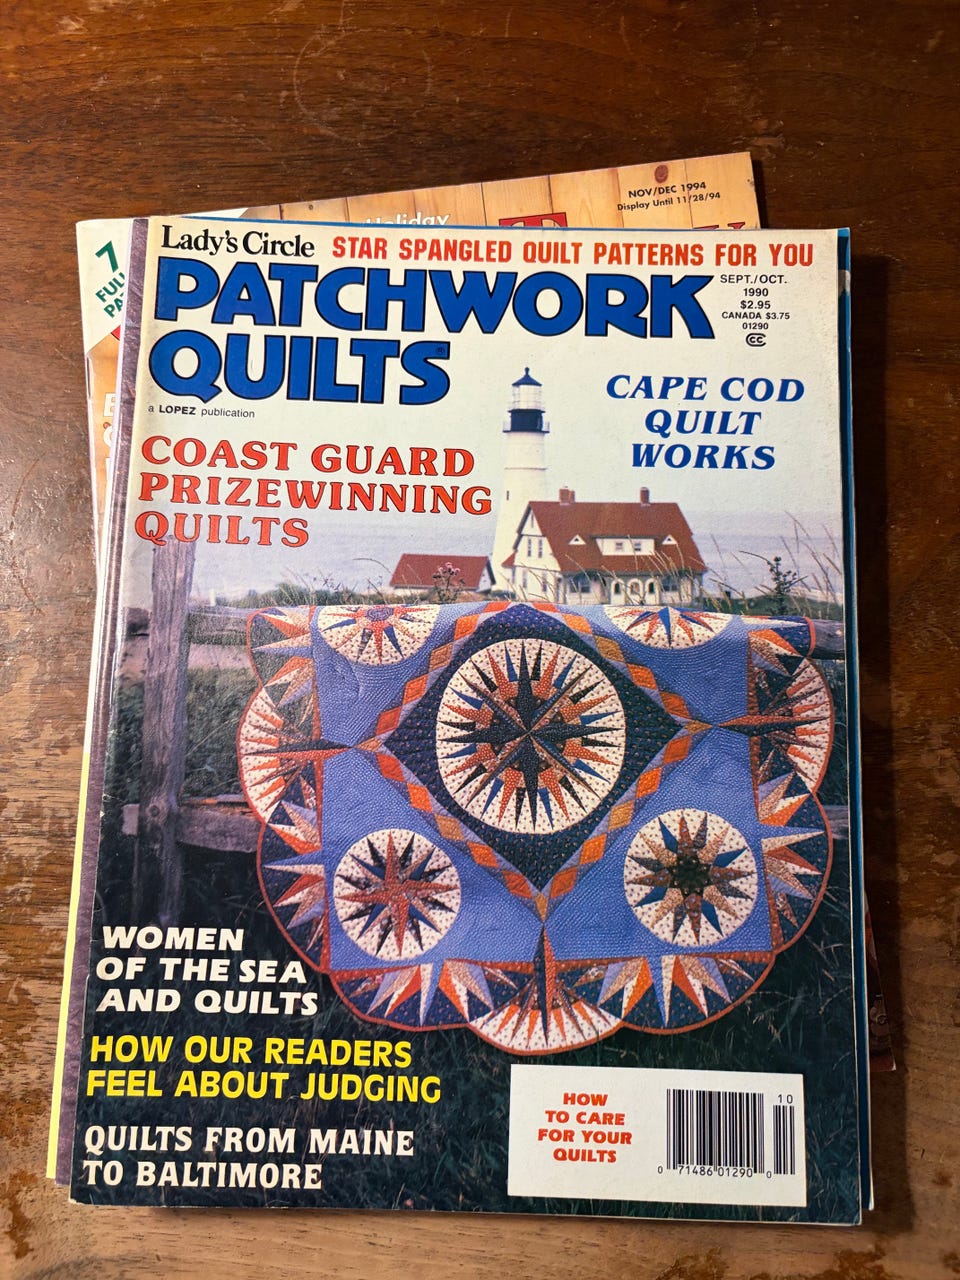 NOV/DEC 1994
Display Until 11/28/94
Holiday
7
FULL
Lady's Circle
STAR SPANGLED QUILT PATTERNS FOR YOU
PATCHWORK
QUILTS®
SEPT./OCT.
1990
$2.95
CANADA $3.75
01290
CC
a LOPEZ publication
CAPE COD
QUILT
WORKS
COAST GUARD
PRIZEWINNING
QUILTS
WOMEN
OF THE SEA
AND QUILTS
HOW OUR READERS
FEEL ABOUT JUDGING
QUILTS FROM MAINE
TO BALTIMORE
HOW
TO CARE
FOR YOUR
QUILTS
10
0 71486 01290 0